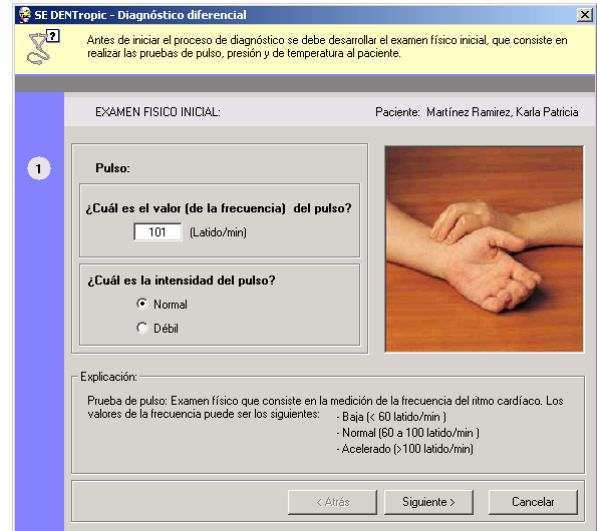 SE DENTropic - Diagnóstico diferencial
Antes de iniciar el proceso de diagnóstico se debe desarrollar el examen físico inicial, que consiste en
realizar las pruebas de pulso, presión y de temperatura al paciente.
EXAMEN FISICO INICIAL:
Paciente: Martínez Ramirez, Karla Patricia
1
Pulso:
¿Cuál es el valor (de la frecuencia) del pulso?
101 (Latido/min)
¿Cuál es la intensidad del pulso?
Normal
Débil
Explicación:
Prueba de pulso: Examen físico que consiste en la medición de la frecuencia del ritmo cardíaco. Los
valores de la frecuencia puede ser los siguientes:
- Baja (< 60 latido/min )
- Normal (60 a 100 latido/min )
- Acelerado (>100 latido/min)
< Atrás
Siguiente >
Cancelar